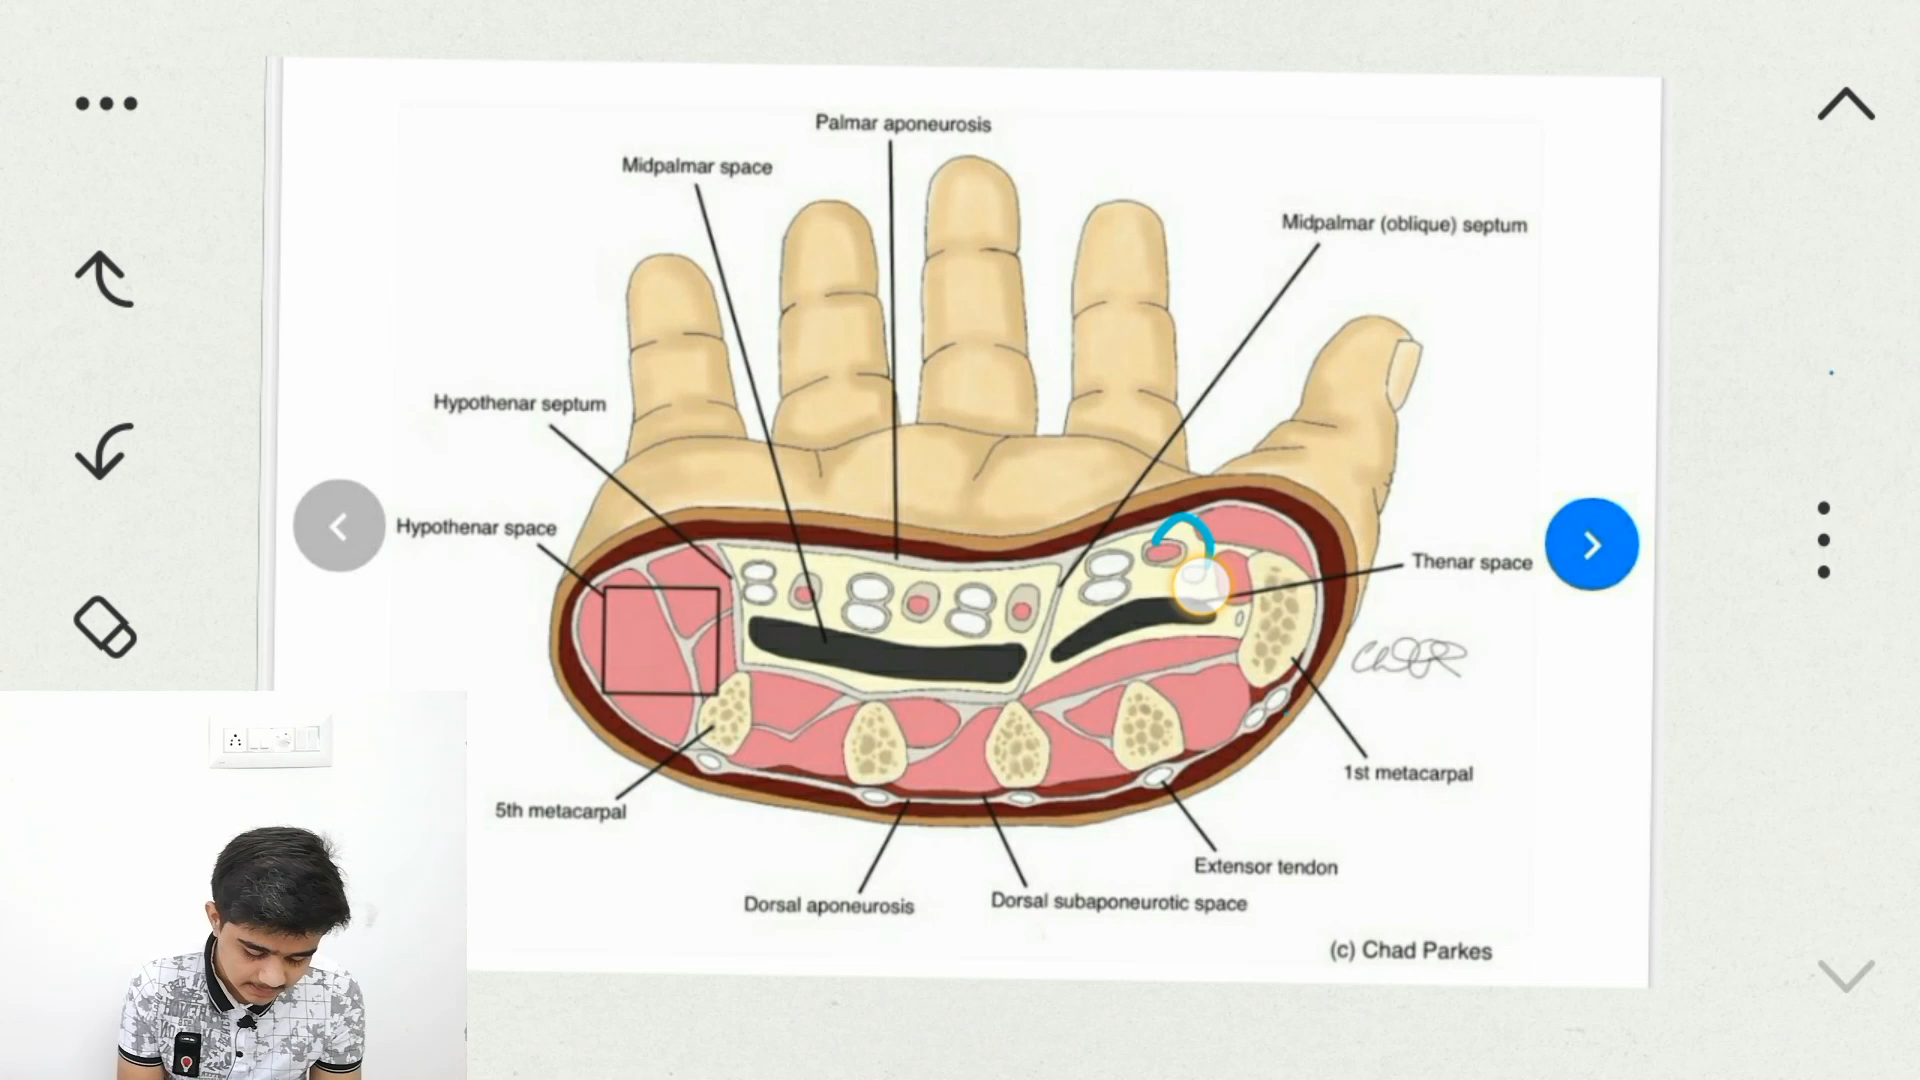 Palmar aponeurosis
Midpalmar space
Midpalmar (oblique) septum
Hypothenar septum
Hypothenar space
Thenar space
1st metacarpal
5th metacarpal
Extensor tendon
Dorsal aponeurosis
Dorsal subaponeurotic space
(c) Chad Parkes